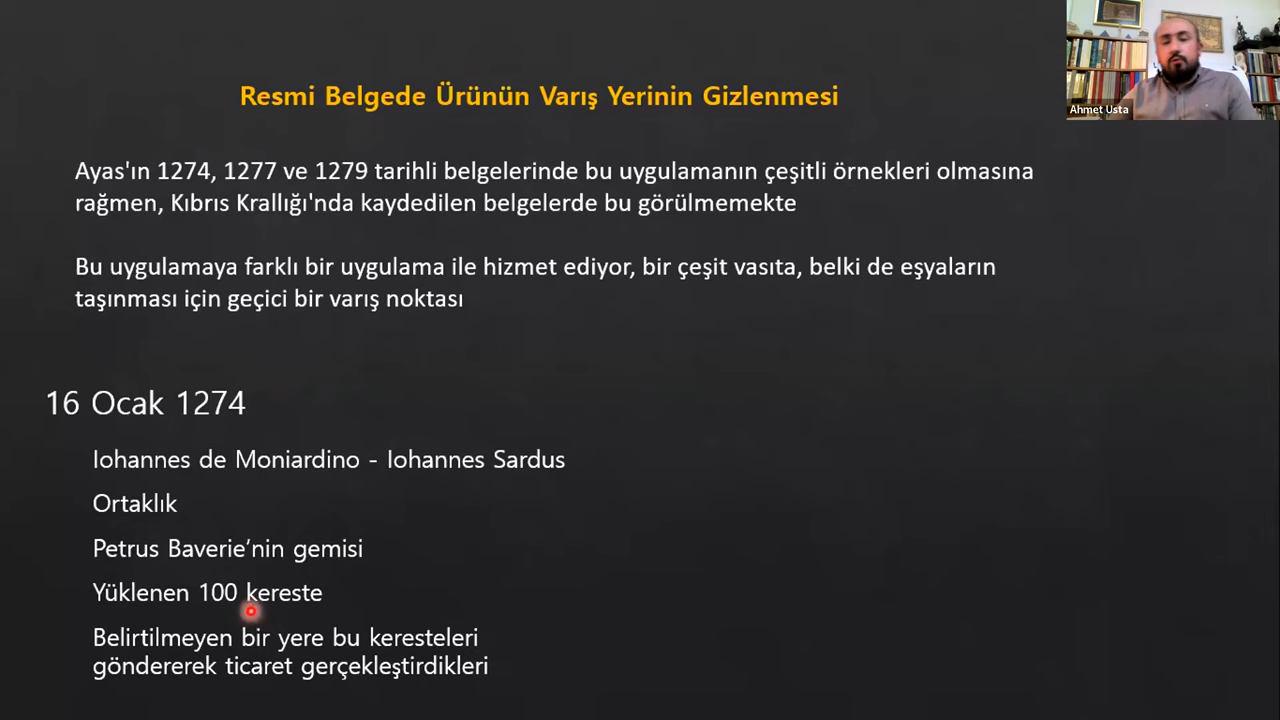 Resmi Belgede Ürünün Varış Yerinin Gizlenmesi
Ahmet Usta
Ayas'ın 1274, 1277 ve 1279 tarihli belgelerinde bu uygulamanın çeşitli örnekleri olmasına
rağmen, Kıbrıs Krallığı'nda kaydedilen belgelerde bu görülmemekte
Bu uygulamaya farklı bir uygulama ile hizmet ediyor, bir çeşit vasıta, belki de eşyaların
taşınması için geçici bir varış noktası
16 Ocak 1274
Iohannes de Moniardino - Iohannes Sardus
Ortaklık
Petrus Baverie’nin gemisi
Yüklenen 100 kereste
Belirtilmeyen bir yere bu keresteleri
göndererek ticaret gerçekleştirdikleri